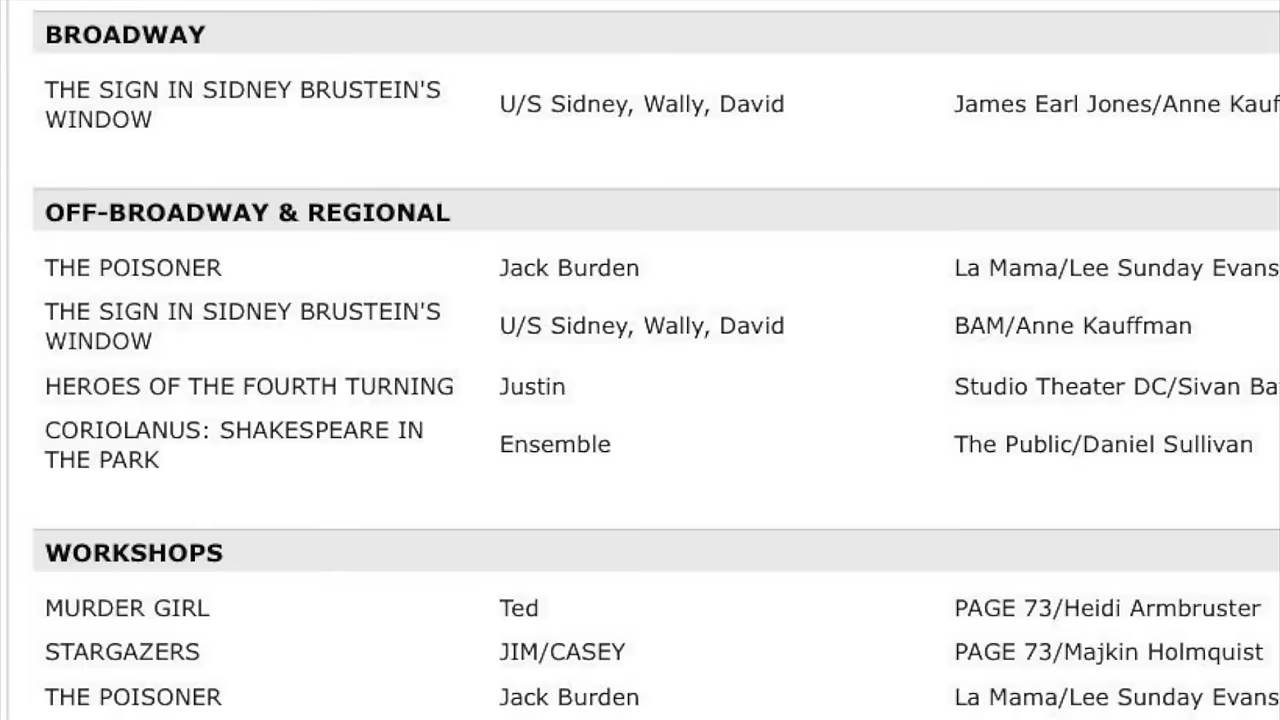 BROADWAY
THE SIGN IN SIDNEY BRUSTEIN'S
WINDOW
U/S Sidney, Wally, David
James Earl Jones/Anne
OFF-BROADWAY & REGIONAL
THE POISONER
Jack Burden
La Mama/Lee Sunday Evans
THE SIGN IN SIDNEY BRUSTEIN'S
WINDOW
U/S Sidney, Wally, David
BAM/Anne Kauffman
HEROES OF THE FOURTH TURNING
Justin
Studio Theater DC/Sivan
CORIOLANUS: SHAKESPEARE IN
THE PARK
Ensemble
The Public/Daniel Sullivan
WORKSHOPS
MURDER GIRL
Ted
PAGE 73/Heidi Armbruster
STARGAZERS
JIM/CASEY
PAGE 73/Majkin Holmquist
THE POISONER
Jack Burden
La Mama/Lee Sunday Evans